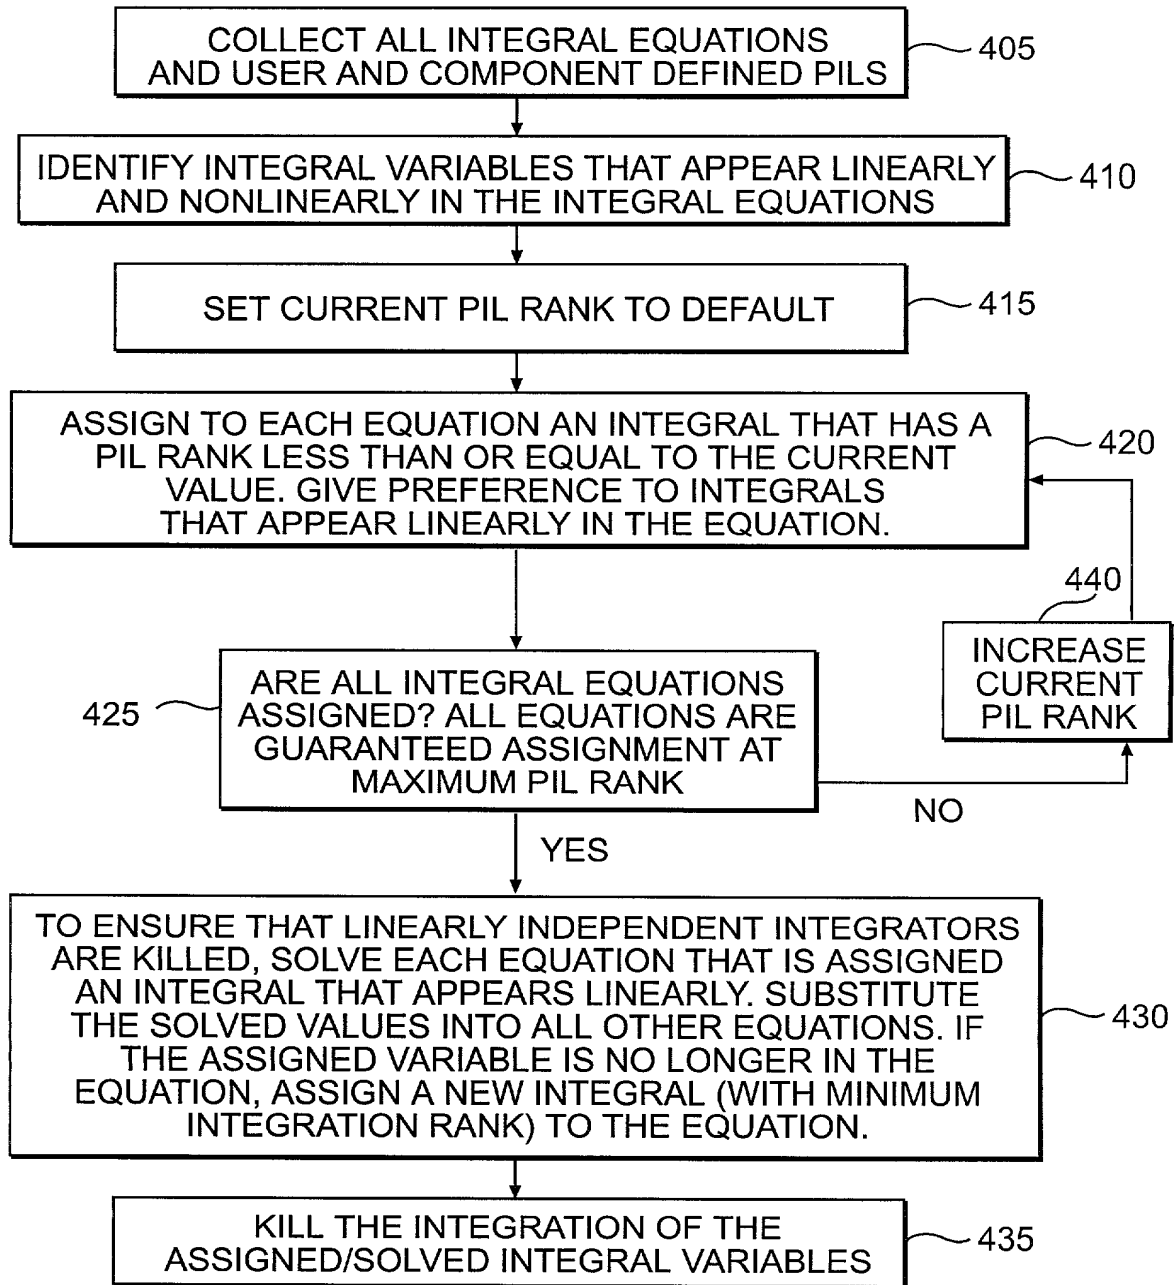 COLLECT ALL INTEGRAL EQUATIONS
AND USER AND COMPONENT DEFINED PILS
405
IDENTIFY INTEGRAL VARIABLES THAT APPEAR LINEARLY
AND NONLINEARLY IN THE INTEGRAL EQUATIONS
410
SET CURRENT PIL RANK TO DEFAULT
415
ASSIGN TO EACH EQUATION AN INTEGRAL THAT HAS A
PIL RANK LESS THAN OR EQUAL TO THE CURRENT
VALUE. GIVE PREFERENCE TO INTEGRALS
THAT APPEAR LINEARLY IN THE EQUATION.
420
440
INCREASE
CURRENT
PIL RANK
425
ARE ALL INTEGRAL EQUATIONS
ASSIGNED? ALL EQUATIONS ARE
GUARANTEED ASSIGNMENT AT
MAXIMUM PIL RANK
NO
YES
TO ENSURE THAT LINEARLY INDEPENDENT INTEGRATORS
ARE KILLED, SOLVE EACH EQUATION THAT IS ASSIGNED
AN INTEGRAL THAT APPEARS LINEARLY. SUBSTITUTE
THE SOLVED VALUES INTO ALL OTHER EQUATIONS. IF
THE ASSIGNED VARIABLE IS NO LONGER IN THE
EQUATION, ASSIGN A NEW INTEGRAL (WITH MINIMUM
INTEGRATION RANK) TO THE EQUATION.
430
KILL THE INTEGRATION OF THE
ASSIGNED/SOLVED INTEGRAL VARIABLES
435